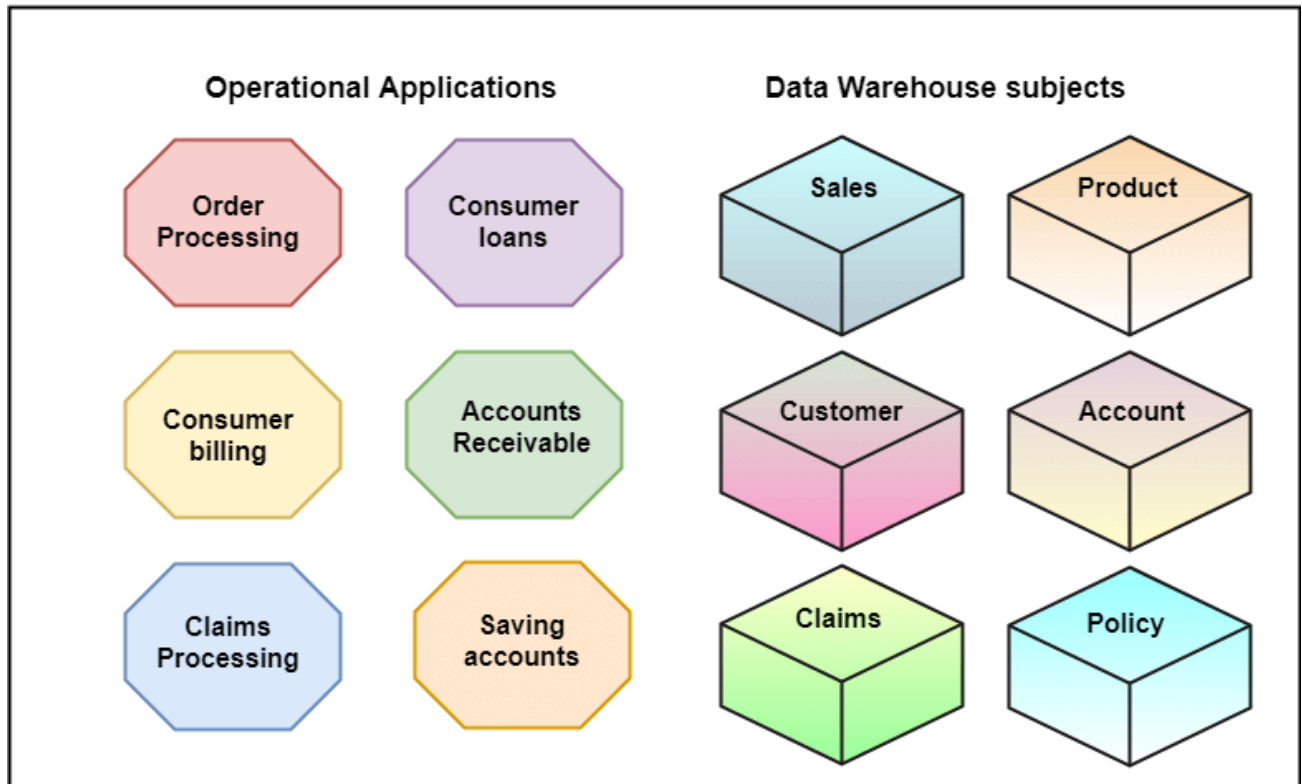 Operational Applications
Data Warehouse subjects
Order
Processing
Consumer
loans
Sales
Product
Consumer
billing
Accounts
Receivable
Customer
Account
Claims
Processing
Saving
accounts
Claims
Policy